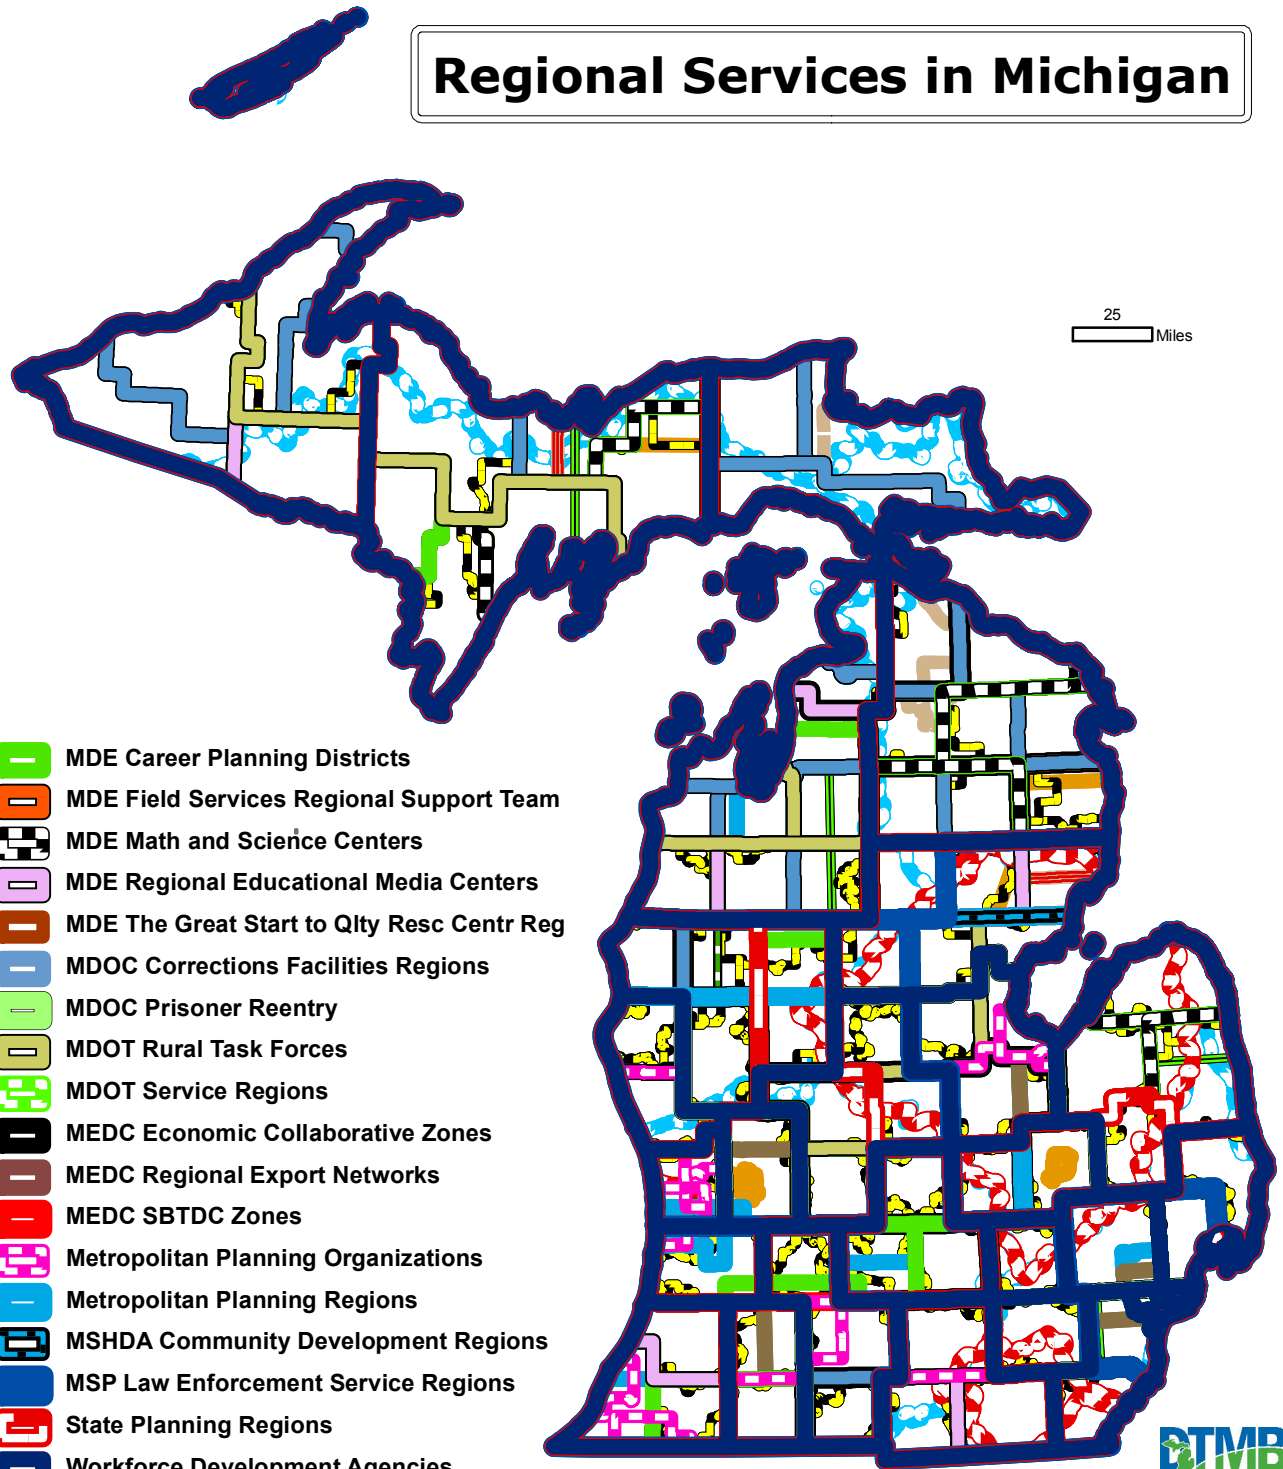 Regional Services in Michigan
25
Miles
MDE Career Planning Districts
MDE Field Services Regional Support Team
MDE Math and Science Centers
MDE Regional Educational Media Centers
MDE The Great Start to Qlty Resc Centr Reg
MDOC Corrections Facilities Regions
MDOC Prisoner Reentry
MDOT Rural Task Forces
MDOT Service Regions
MEDC Economic Collaborative Zones
MEDC Regional Export Networks
MEDC SBTDC Zones
Metropolitan Planning Organizations
Metropolitan Planning Regions
MSHDA Community Development Regions
MSP Law Enforcement Service Regions
State Planning Regions
Workforce Development Agencies
DTMB